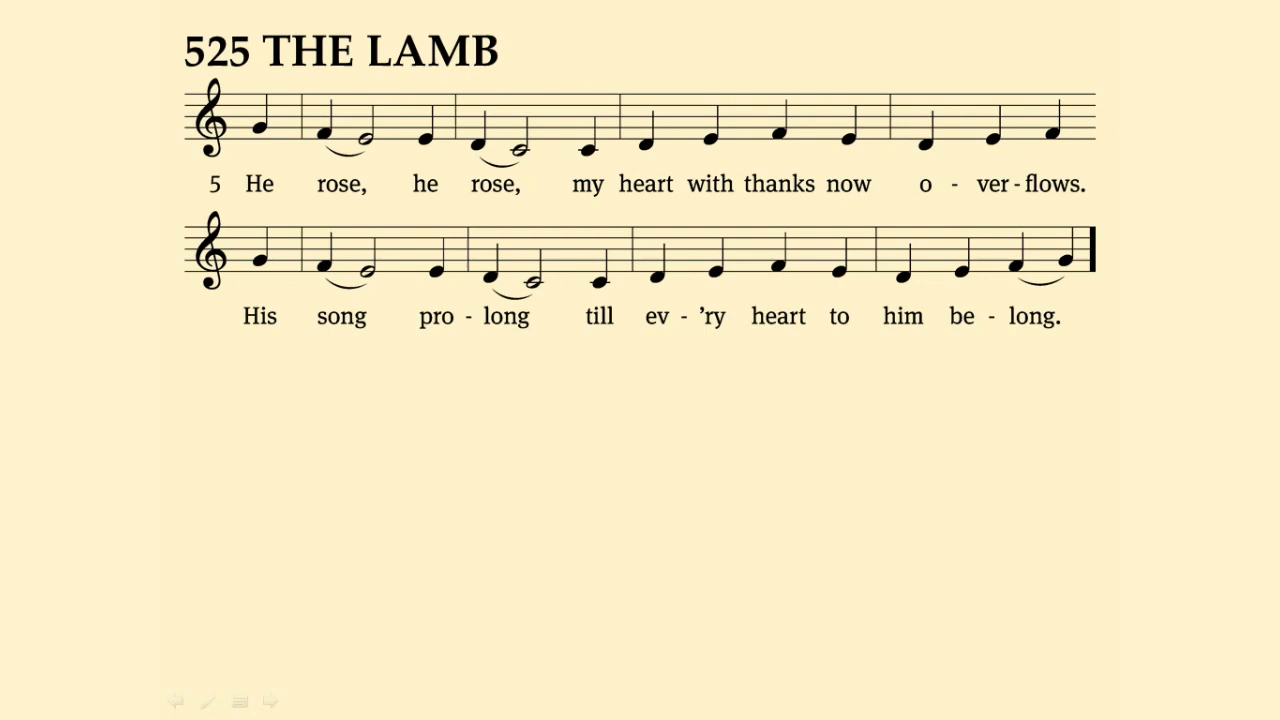 525 THE LAMB
5 He rose, he rose, my heart with thanks now o - ver - flows.
His song pro - long till ev - ’ry heart to him be - long.